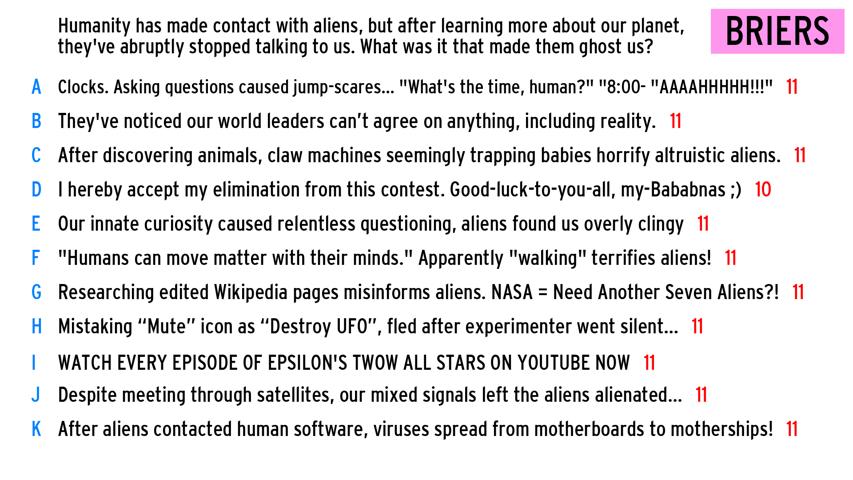 Humanity has made contact with aliens, but after learning more about our planet,
they've abruptly stopped talking to us. What was it that made them ghost us?
BRIERS
A Clocks. Asking questions caused jump-scares... "What's the time, human?" "8:00- "AAAAHHHHH!!!" 11
B They've noticed our world leaders can’t agree on anything, including reality. 11
C After discovering animals, claw machines seemingly trapping babies horrify altruistic aliens. 11
D I hereby accept my elimination from this contest. Good-luck-to-you-all, my-Bababnas ;) 10
E Our innate curiosity caused relentless questioning, aliens found us overly clingy 11
F "Humans can move matter with their minds." Apparently "walking" terrifies aliens! 11
G Researching edited Wikipedia pages misinforms aliens. NASA = Need Another Seven Aliens?! 11
H Mistaking “Mute” icon as “Destroy UFO”, fled after experimenter went silent... 11
I WATCH EVERY EPISODE OF EPSILON'S TWOW ALL STARS ON YOUTUBE NOW 11
J Despite meeting through satellites, our mixed signals left the aliens alienated... 11
K After aliens contacted human software, viruses spread from motherboards to motherships! 11